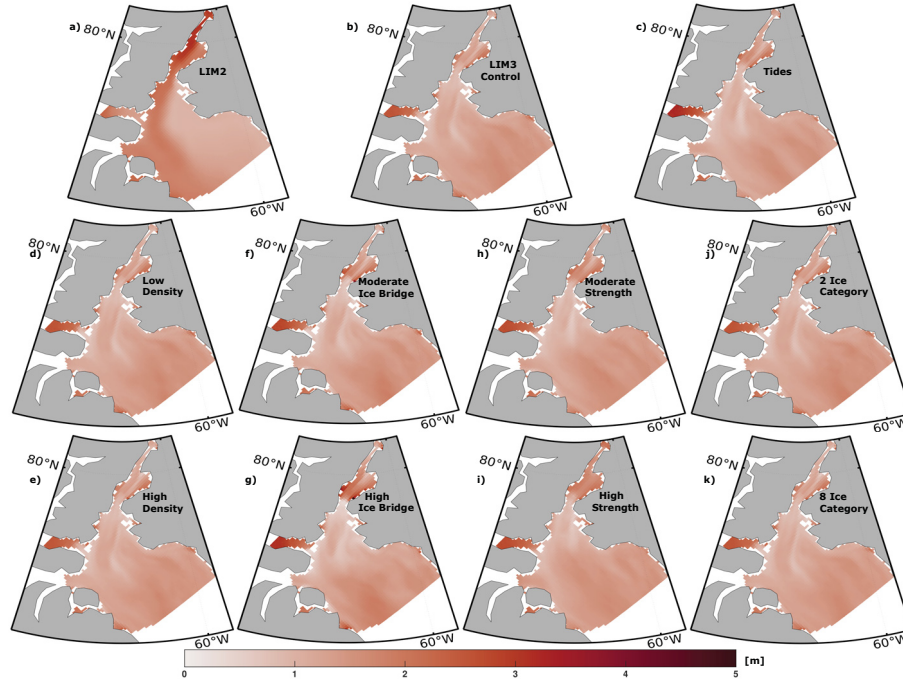 a)
80°N
LIM2
60°W
b)
80°N
LIM3
Control
60°W
c)
80°N
Tides
60°W
d)
80°N
Low
Density
60°W
f)
80°N
Moderate
Ice Bridge
60°W
h)
80°N
Moderate
Strength
60°W
j)
80°N
2 Ice
Category
60°W
e)
80°N
High
Density
60°W
g)
80°N
High
Ice Bridge
60°W
i)
80°N
High
Strength
60°W
k)
80°N
8 Ice
Category
60°W
0 1 2 3 4 5 [m]